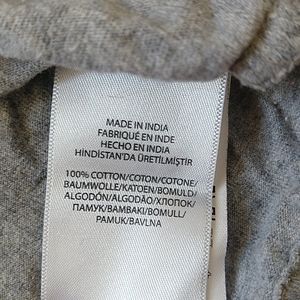 MADE IN INDIA
FABRIQUÉ EN INDE
HECHO EN INDIA
HİNDİSTAN'DA ÜRETİLMİŞTİR
100% COTTON/COTON/COTONE/
BAUMWOLLE/KATOEN/BOMULD/
ALGODÓN/ALGODÃO/ХЛОПОК/
ПАМУК/BAMBAKI/BOMULL/
PAMUK/BAVLNA